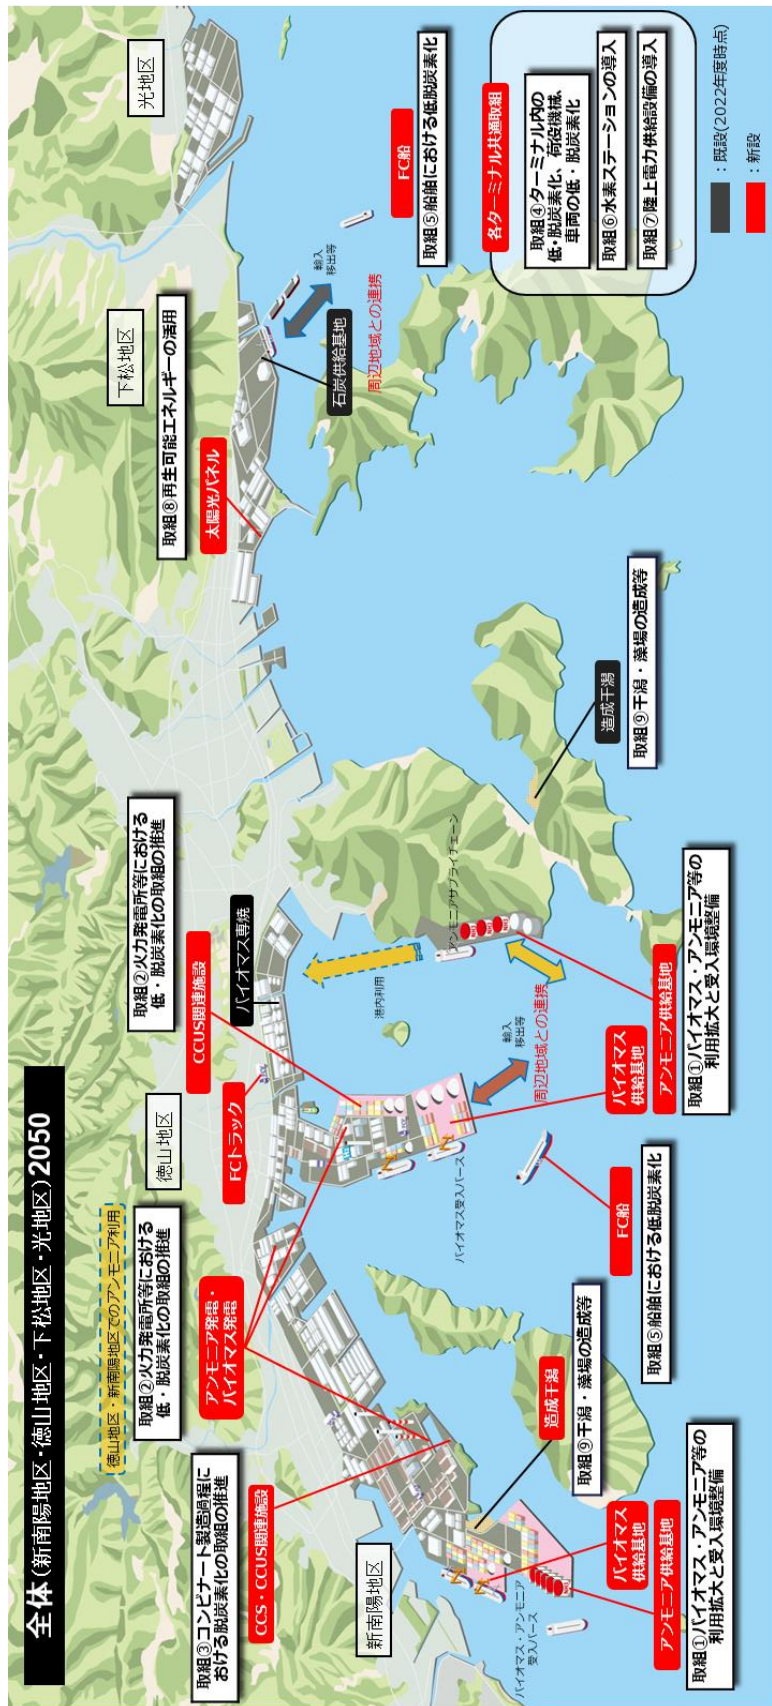 全体(新南陽地区・徳山地区・下松地区・光地区)2050
徳山地区・新南陽地区でのアンモニア利用
取組③コンビナート製造過程に
おける脱炭素化の取組の推進
CCS・CCUS関連施設
新南陽地区
取組②火力発電所等における
低・脱炭素化の取組の推進
アンモニア発電・
バイオマス発電
徳山地区
FCトラック
取組②火力発電所等における
低・脱炭素化の取組の推進
CCUS関連施設
バイオマス専焼
下松地区
取組⑧再生可能エネルギーの活用
太陽光パネル
石炭供給基地
輸入
移出等
周辺地域との連携
光地区
FC船
取組⑤船舶における低脱炭素化
各ターミナル共通取組
取組④ターミナル内の
低・脱炭素化、荷役機械、
車両の低・脱炭素化
取組⑥水素ステーションの導入
取組⑦陸上電力供給設備の導入
:既設(2022年度時点)
:新設
バイオマス・アンモニア
受入バース
バイオマス
供給基地
アンモニア供給基地
取組①バイオマス・アンモニア等の
利用拡大と受入環境整備
造成干潟
取組⑨干潟・藻場の造成等
FC船
取組⑤船舶における低脱炭素化
バイオマス受入バース
港内利用
アンモニアサプライチェーン
輸入
移出等
周辺地域との連携
バイオマス
供給基地
アンモニア供給基地
取組①バイオマス・アンモニア等の
利用拡大と受入環境整備
造成干潟
取組⑨干潟・藻場の造成等